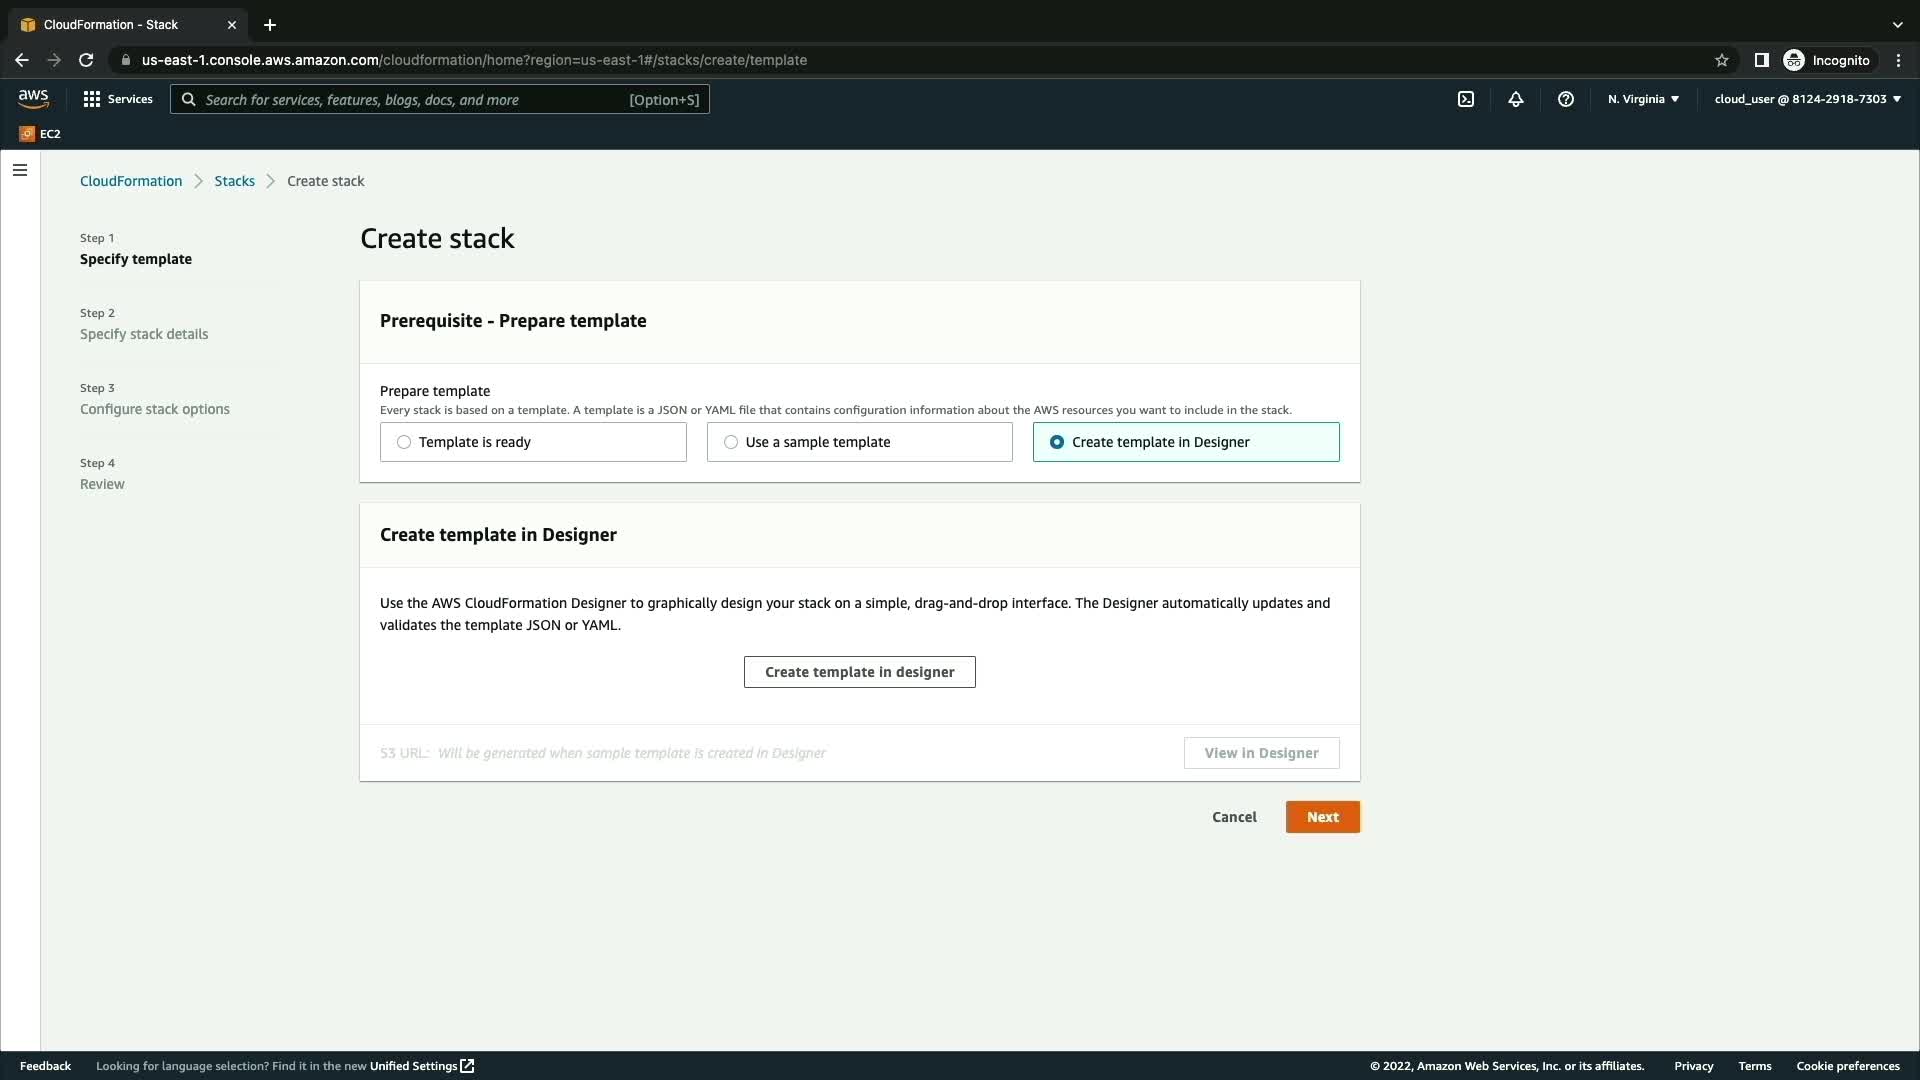 CloudFormation - Stack
us-east-1.console.aws.amazon.com/cloudformation/home?region=us-east-1#/stacks/create/template
Incognito
aws
Services
Search for services, features, blogs, docs, and more [Option+S]
N. Virginia
cloud_user @ 8124-2918-7303
EC2
CloudFormation > Stacks > Create stack
Step 1
Specify template
Step 2
Specify stack details
Step 3
Configure stack options
Step 4
Review
Create stack
Prerequisite - Prepare template
Prepare template
Every stack is based on a template. A template is a JSON or YAML file that contains configuration information about the AWS resources you want to include in the stack.
Template is ready
Use a sample template
Create template in Designer
Create template in Designer
Use the AWS CloudFormation Designer to graphically design your stack on a simple, drag-and-drop interface. The Designer automatically updates and
validates the template JSON or YAML.
Create template in designer
S3 URL: Will be generated when sample template is created in Designer
View in Designer
Cancel
Next
Feedback
Looking for language selection? Find it in the new Unified Settings
© 2022, Amazon Web Services, Inc. or its affiliates.
Privacy
Terms
Cookie preferences